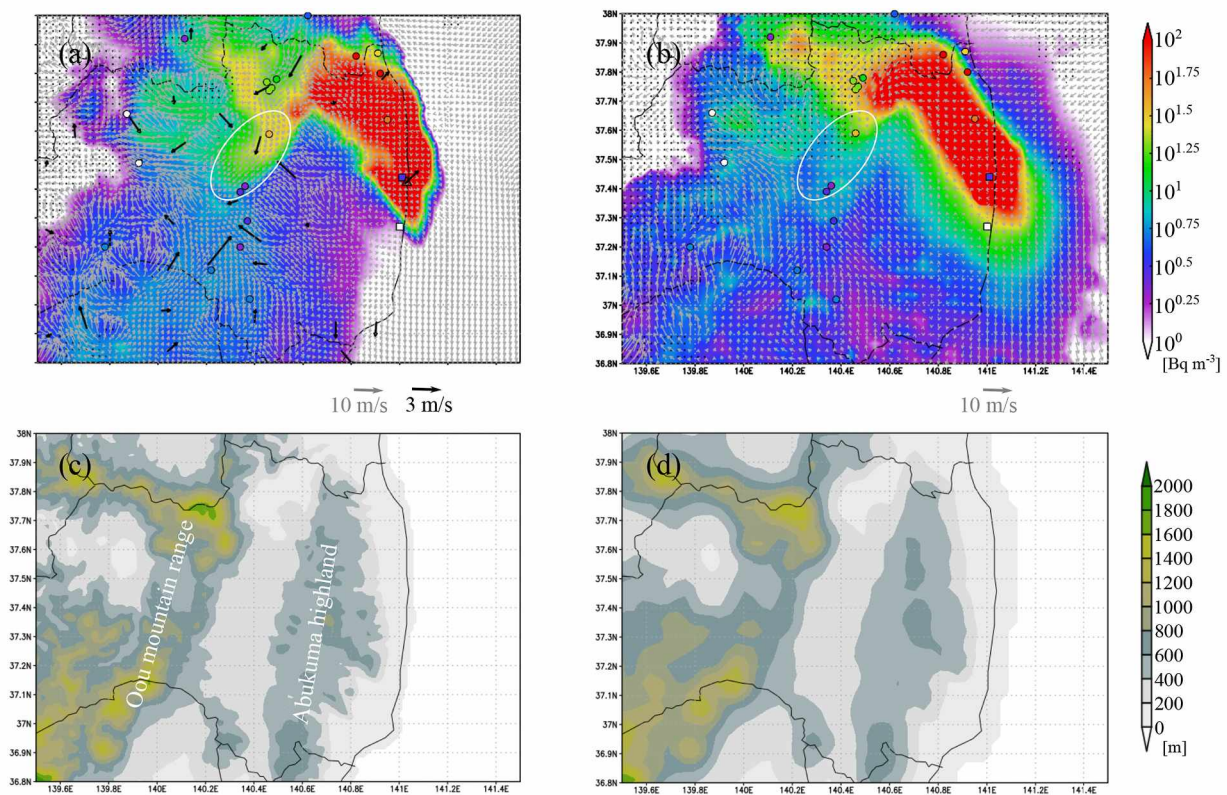 (a)
(b)
38N
37.9N
37.8N
37.7N
37.6N
37.5N
37.4N
37.3N
37.2N
37.1N
37N
36.9N
36.8N
139.6E 139.8E 140E 140.2E 140.4E 140.6E 140.8E 141E 141.2E 141.4E
10²
10^1.75
10^1.5
10^1.25
10¹
10^0.75
10^0.5
10^0.25
10⁰
[Bq m⁻³]
10 m/s
3 m/s
10 m/s
(c)
38N
37.9N
37.8N
37.7N
37.6N
37.5N
37.4N
37.3N
37.2N
37.1N
37N
36.9N
36.8N
139.6E 139.8E 140E 140.2E 140.4E 140.6E 140.8E 141E 141.2E 141.4E
Oou mountain range
Abukuma highland
(d)
38N
37.9N
37.8N
37.7N
37.6N
37.5N
37.4N
37.3N
37.2N
37.1N
37N
36.9N
36.8N
139.6E 139.8E 140E 140.2E 140.4E 140.6E 140.8E 141E 141.2E 141.4E
2000
1800
1600
1400
1200
1000
800
600
400
200
0
[m]